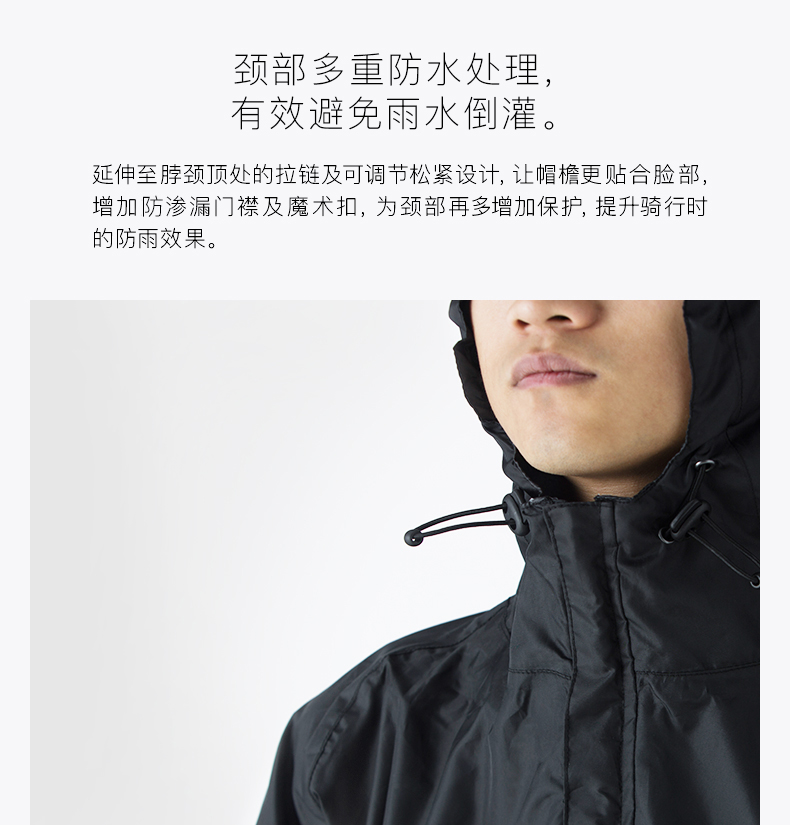 颈部多重防水处理,
有效避免雨水倒灌。
延伸至脖颈顶处的拉链及可调节松紧设计, 让帽檐更贴合脸部,
增加防渗漏门襟及魔术扣, 为颈部再多增加保护, 提升骑行时
的防雨效果。